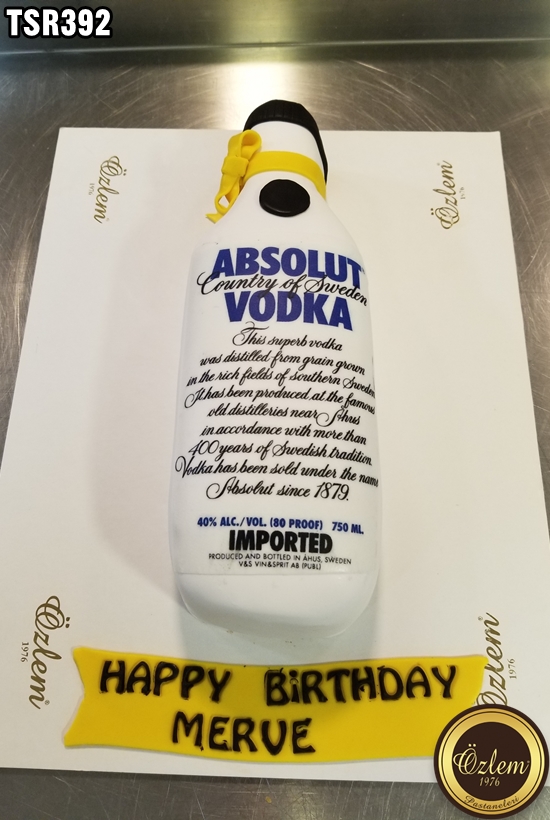 TSR392
Özlem
1976
Özlem
1976
ABSOLUT
Country of Sweden
VODKA
This superb vodka
was distilled from grain grown
in the rich fields of southern Sweden
It has been produced at the famous
old distilleries near Åhus
in accordance with more than
400 years of Swedish tradition
Vodka has been sold under the name
Absolut since 1879.
40% ALC./VOL. (80 PROOF) 750 ML.
IMPORTED
PRODUCED AND BOTTLED IN ÅHUS, SWEDEN
V&S VIN&SPRIT AB (PUBL)
Özlem
1976
Özlem
1976
HAPPY BiRTHDAY
MERVE
Özlem
1976
Pastaneleri